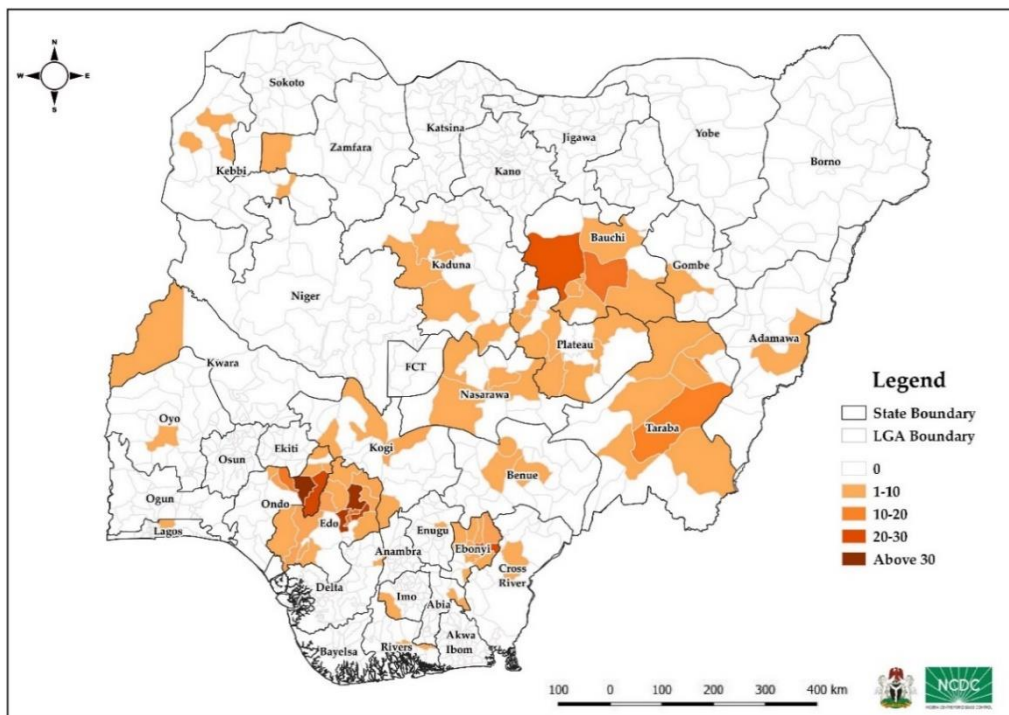 N
W E
S
Sokoto
Katsina
Jigawa
Yobe
Borno
Zamfara
Kano
Kebbi
Bauchi
Kaduna
Gombe
Niger
Adamawa
Plateau
Kwara
FCT
Nasarawa
Oyo
Taraba
Ekiti
Kogi
Osun
Benue
Ogun
Ondo
Edo
Lagos
Enugu
Anambra
Ebonyi
Cross
River
Delta
Imo
Abia
Akwa
Ibom
Bayelsa
Rivers
Legend
State Boundary
LGA Boundary
0
1-10
10-20
20-30
Above 30
100 0 100 200 300 400 km
NCDC